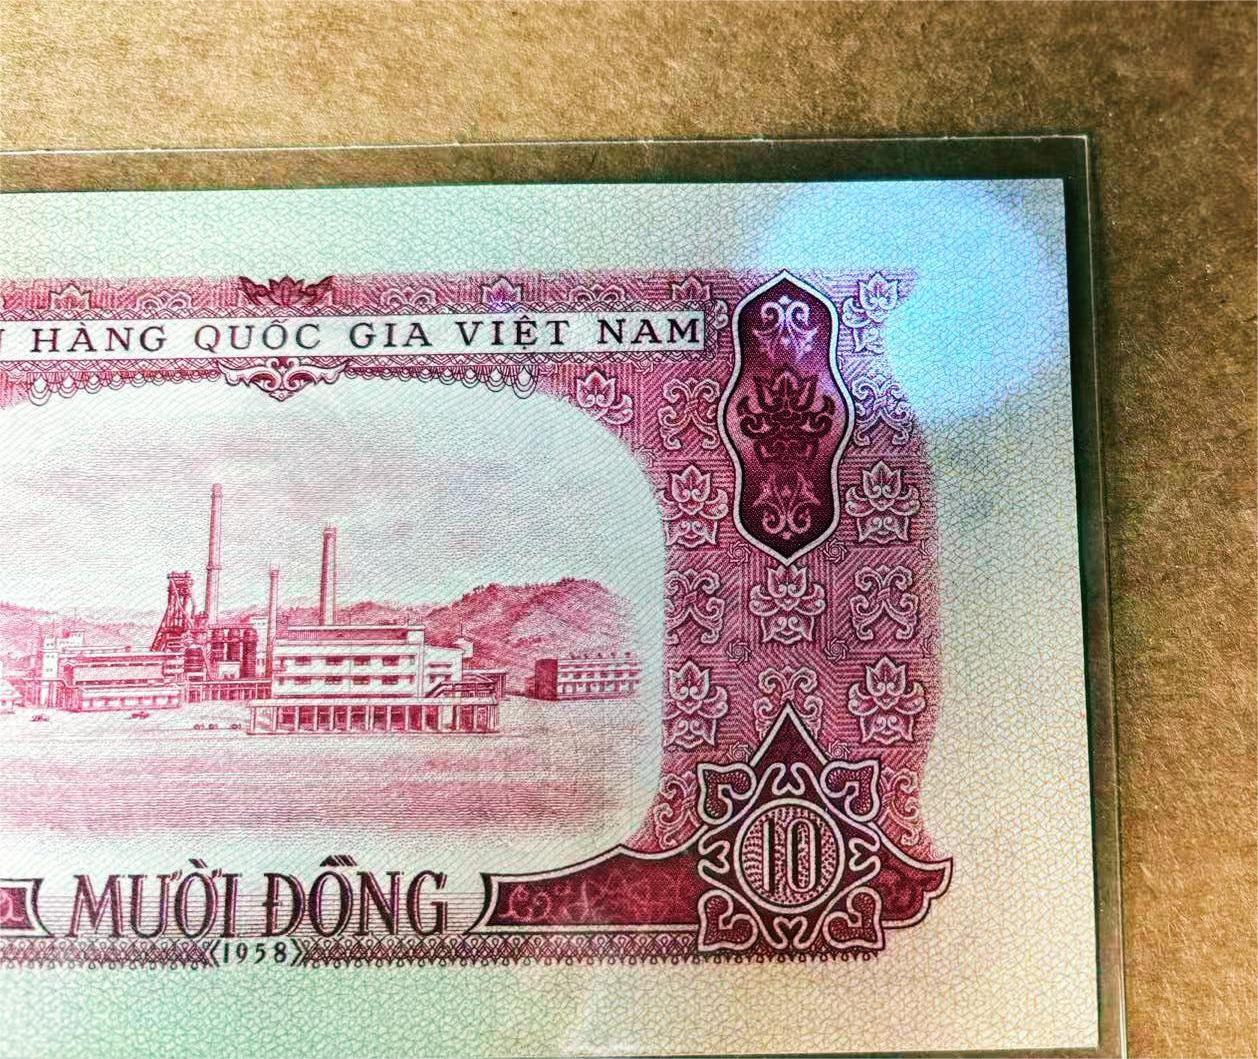 HÀNG QUỐC GIA VIỆT NAM
10
MƯỜI ĐỒNG
1958